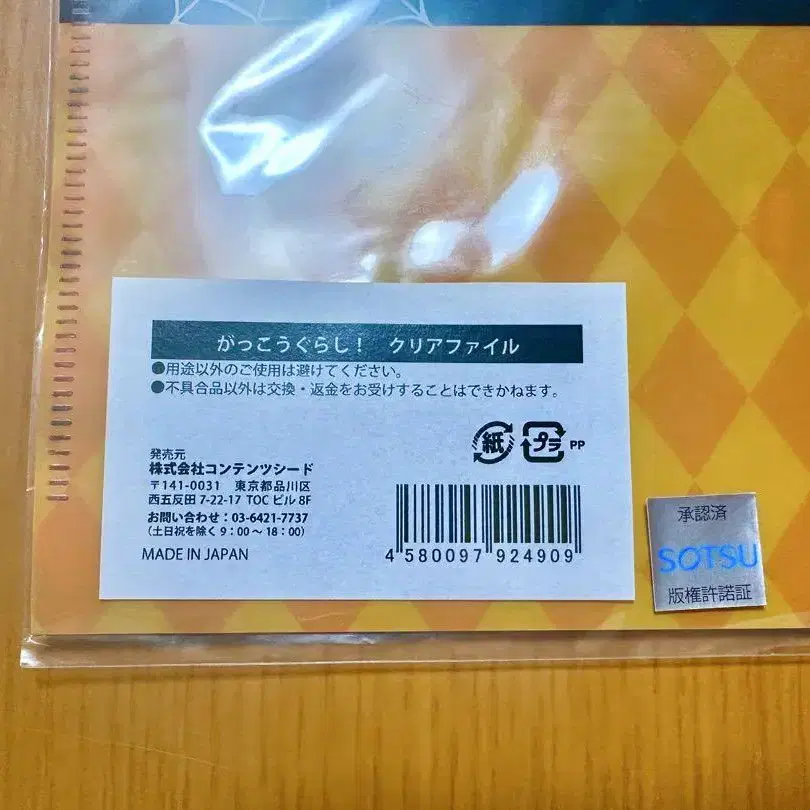 がっこうぐらし！　クリアファイル
●用途以外のご使用は避けてください。
●不具合品以外は交換・返金をお受けすることはできかねます。
紙 プラ PP
発売元
株式会社コンテンツシード
〒141-0031　東京都品川区
西五反田 7-22-17 TOC ビル 8F
お問い合わせ：03-6421-7737
（土日祝を除く 9：00～18：00）
MADE IN JAPAN
4 580097 924909
承認済
SOTSU
版権許諾証